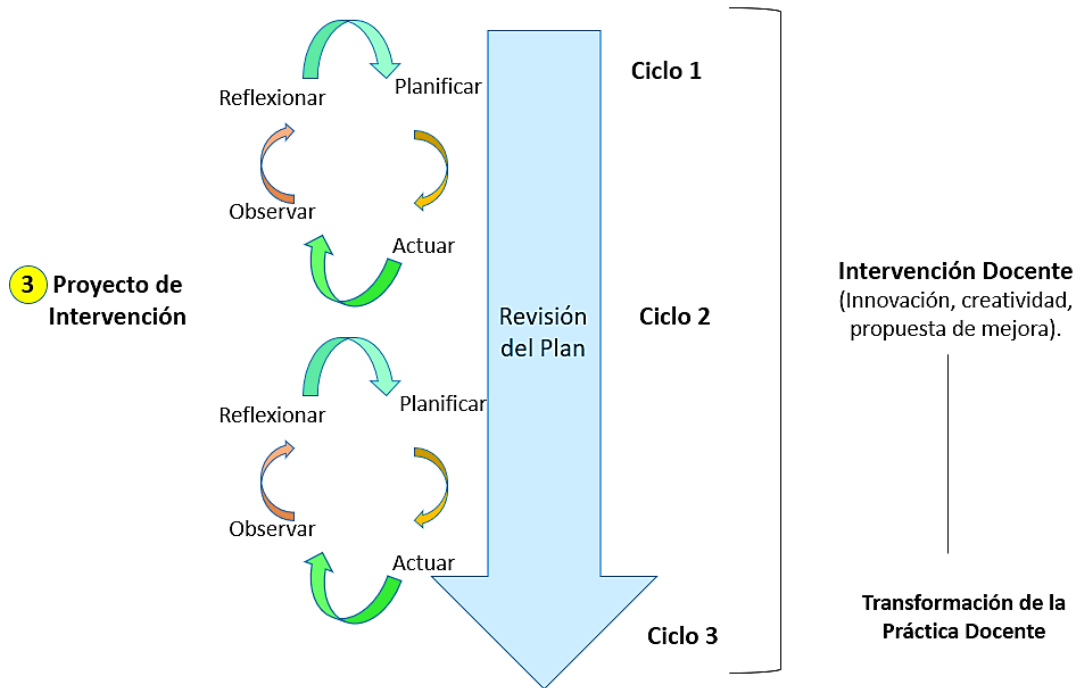 Ciclo 1
Planificar
Reflexionar
Observar
Actuar
3 Proyecto de
Intervención
Revisión
del Plan
Ciclo 2
Intervención Docente
(Innovación, creatividad,
propuesta de mejora).
Reflexionar
Planificar
Observar
Actuar
Ciclo 3
Transformación de la
Práctica Docente